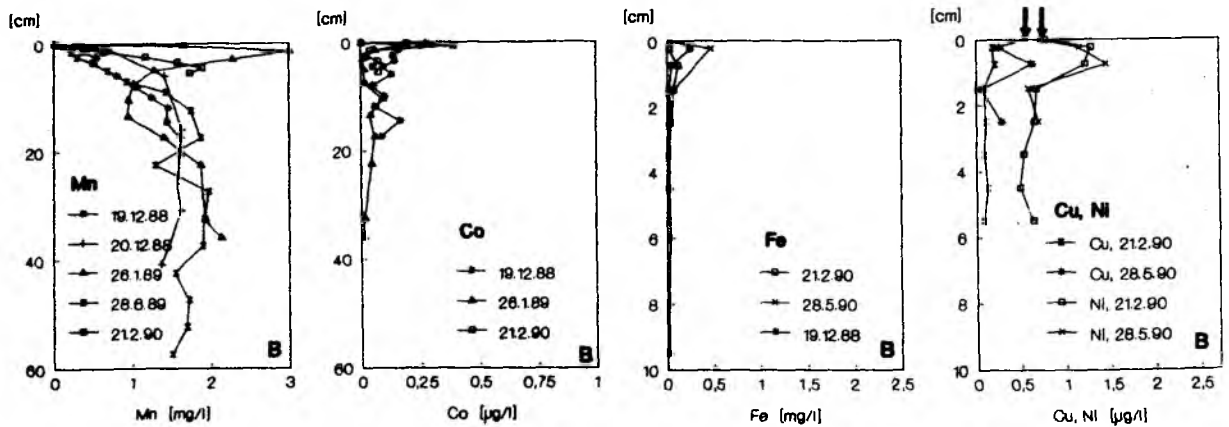 [cm]
0
20
40
60
0
1
2
3
Mn
19.12.88
20.12.88
26.1.89
28.6.89
21.2.90
B
Mn [mg/l]
[cm]
0
20
40
60
0
0,25
0,5
0,75
1
Co
19.12.88
26.1.89
21.2.90
B
Co [µg/l]
[cm]
0
2
4
6
8
10
0
0,5
1
1,5
2
2,5
Fe
21.2.90
28.5.90
19.12.88
B
Fe [mg/l]
[cm]
0
2
4
6
8
10
0
0,5
1
1,5
2
2,5
Cu, Ni
Cu, 21.2.90
Cu, 28.5.90
Ni, 21.2.90
Ni, 28.5.90
B
Cu, Ni [µg/l]